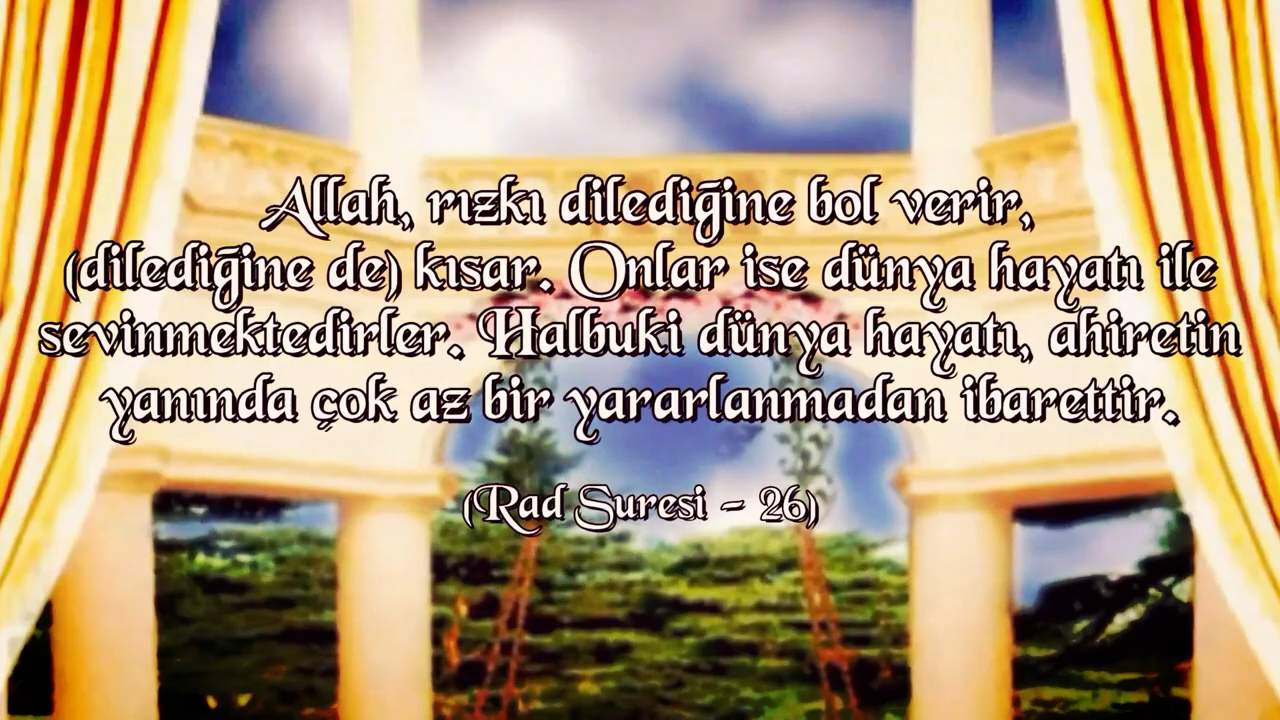 Allah, rızkı dilediğine bol verir,
(dilediğine de) kısar. Onlar ise dünya hayatı ile
sevinmektedirler. Halbuki dünya hayatı, ahiretin
yanında çok az bir yararlanmadan ibarettir.
(Rad Suresi - 26)